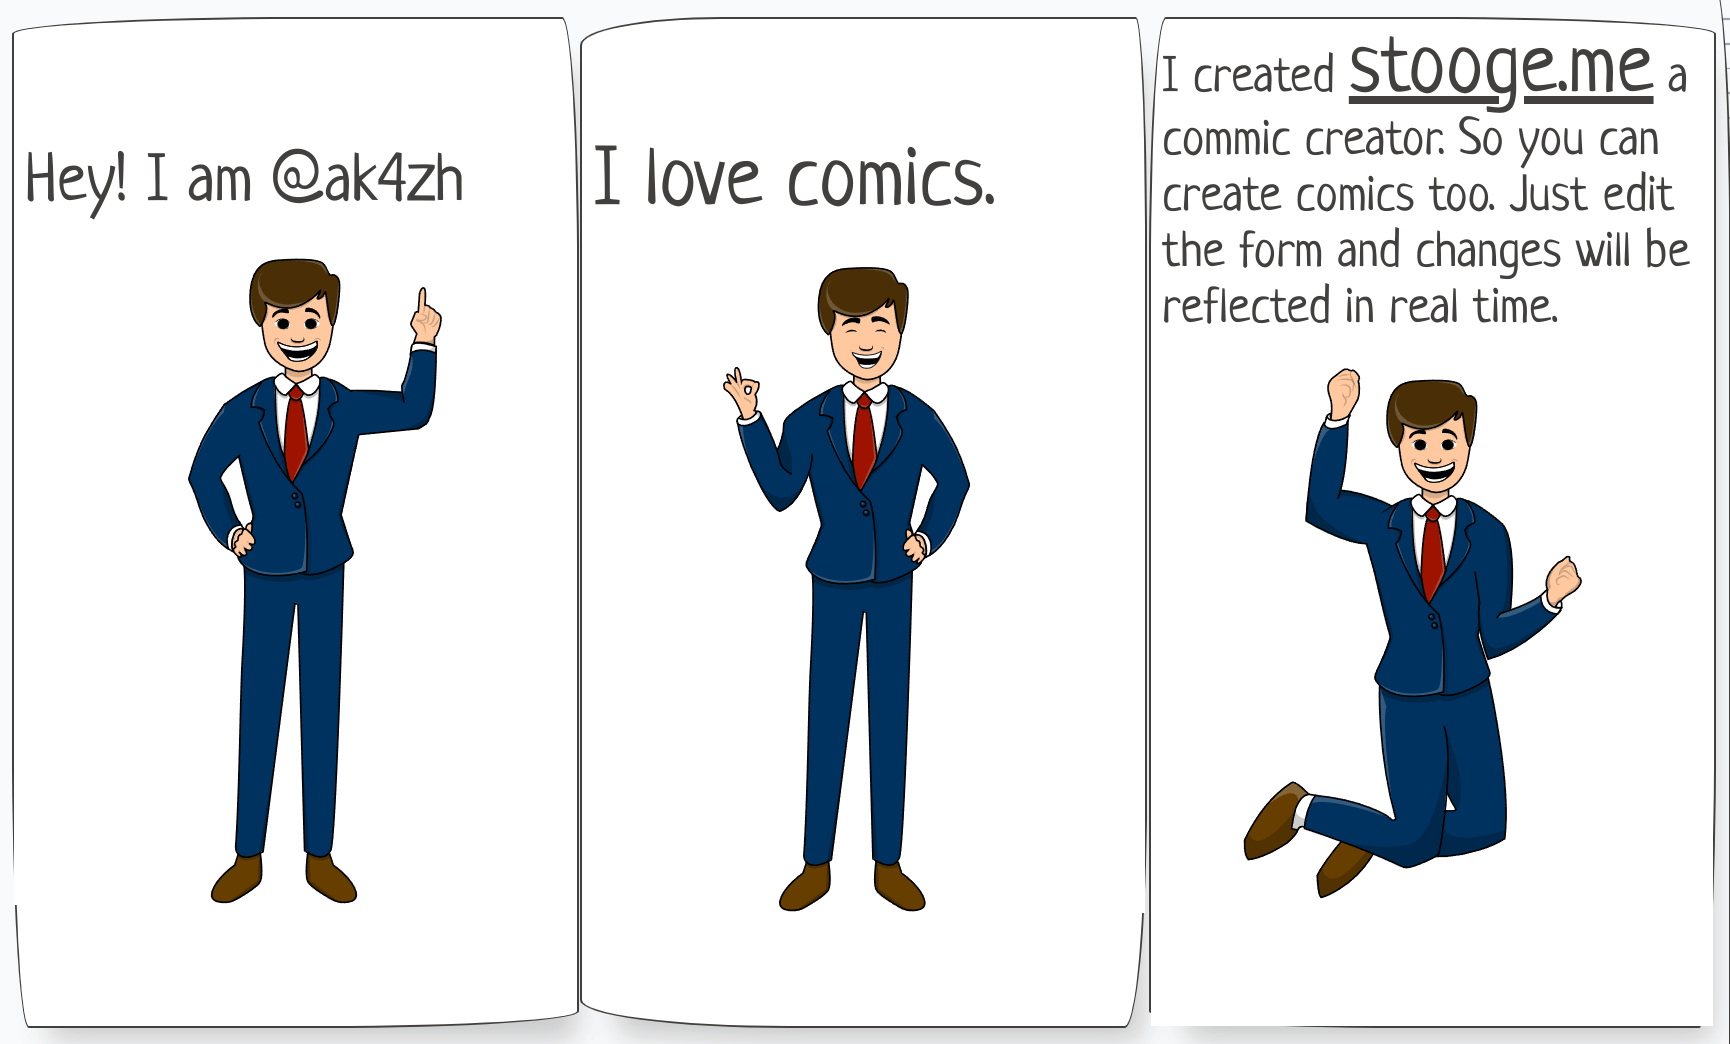 Hey! I am @ak4zh
I love comics.
I created stooge.me a
commic creator. So you can
create comics too. Just edit
the form and changes will be
reflected in real time.